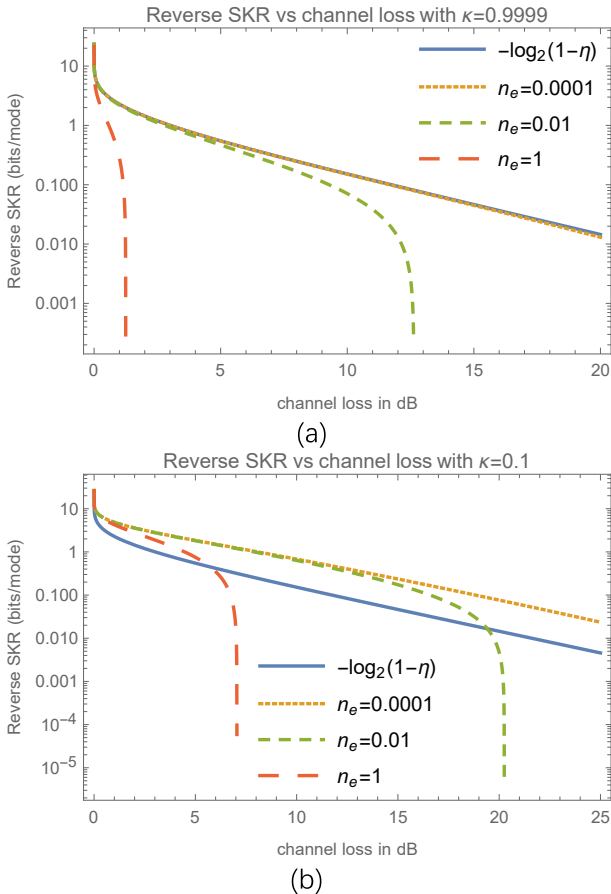 Reverse SKR vs channel loss with κ=0.9999
Reverse SKR (bits/mode)
10
1
0.100
0.010
0.001
−log₂(1−η)
nₑ=0.0001
nₑ=0.01
nₑ=1
0 5 10 15 20
channel loss in dB
(a)
Reverse SKR vs channel loss with κ=0.1
Reverse SKR (bits/mode)
10
1
0.100
0.010
0.001
10⁻⁴
10⁻⁵
−log₂(1−η)
nₑ=0.0001
nₑ=0.01
nₑ=1
0 5 10 15 20 25
channel loss in dB
(b)